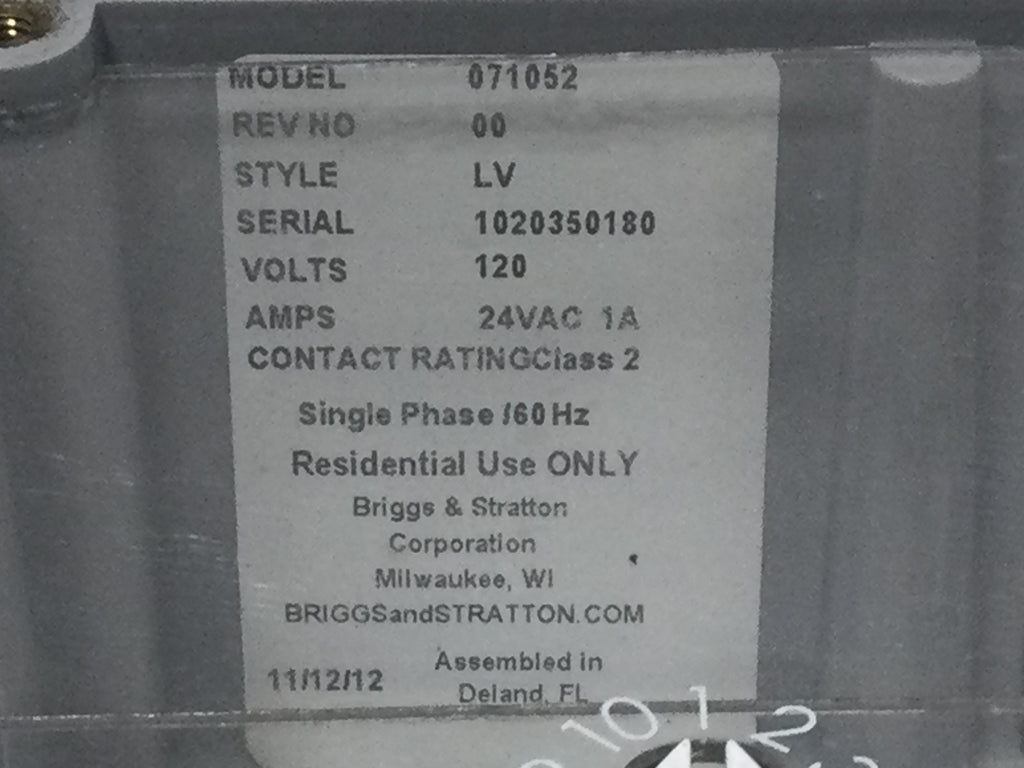 MODEL 071052
REV NO 00
STYLE LV
SERIAL 1020350180
VOLTS 120
AMPS 24VAC 1A
CONTACT RATINGClass 2
Single Phase /60 Hz
Residential Use ONLY
Briggs & Stratton
Corporation
Milwaukee, WI
BRIGGSandSTRATTON.COM
Assembled in
11/12/12 Deland, FL
10 1 2